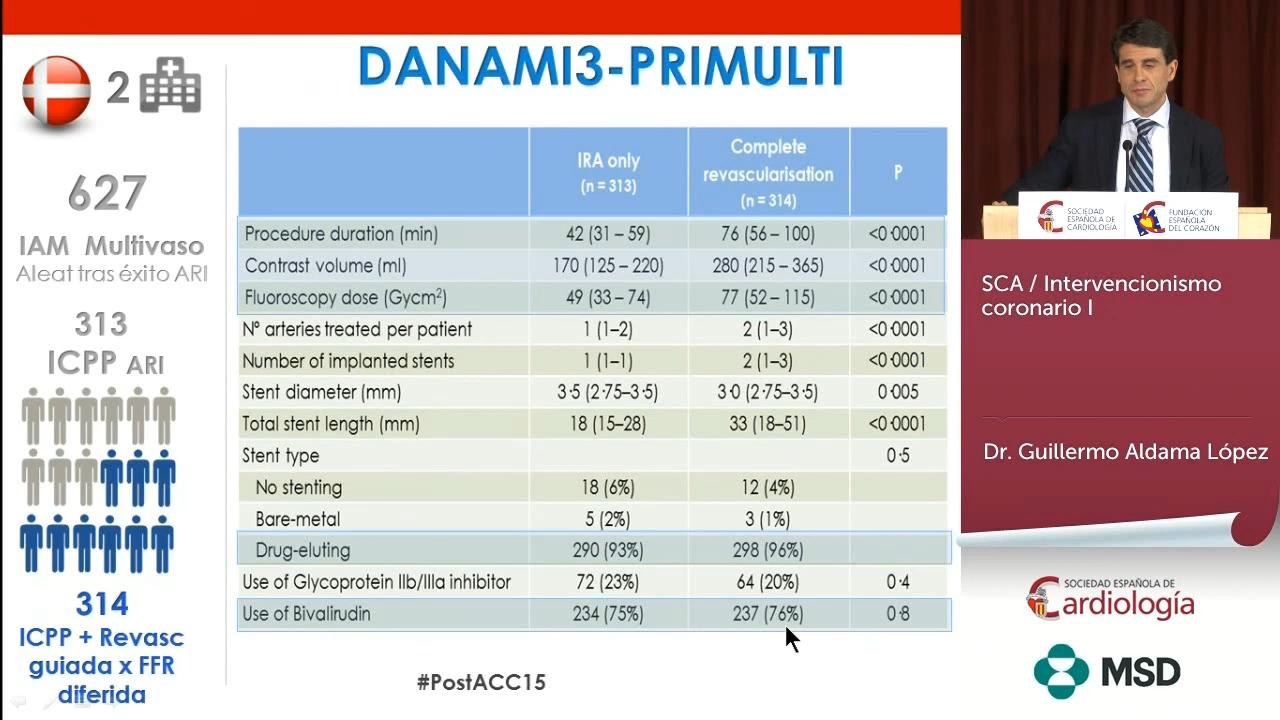 DANAMI3-PRIMULTI
2
627
IAM Multivaso
Aleat tras éxito ARI
313
ICPP ARI
314
ICPP + Revasc
guiada x FFR
diferida
IRA only
(n = 313)
Complete
revascularisation
(n = 314)
P
Procedure duration (min) 42 (31 – 59) 76 (56 – 100) <0·0001
Contrast volume (ml) 170 (125 – 220) 280 (215 – 365) <0·0001
Fluoroscopy dose (Gycm²) 49 (33 – 74) 77 (52 – 115) <0·0001
Nº arteries treated per patient 1 (1–2) 2 (1–3) <0·0001
Number of implanted stents 1 (1–1) 2 (1–3) <0·0001
Stent diameter (mm) 3·5 (2·75–3·5) 3·0 (2·75–3·5) 0·005
Total stent length (mm) 18 (15–28) 33 (18–51) <0·0001
Stent type 0·5
No stenting 18 (6%) 12 (4%)
Bare-metal 5 (2%) 3 (1%)
Drug-eluting 290 (93%) 298 (96%)
Use of Glycoprotein IIb/IIIa inhibitor 72 (23%) 64 (20%) 0·4
Use of Bivalirudin 234 (75%) 237 (76%) 0·8
#PostACC15
SOCIEDAD
ESPAÑOLA DE
CARDIOLOGÍA
FUNDACIÓN
ESPAÑOLA
DEL CORAZÓN
SCA / Intervencionismo
coronario I
Dr. Guillermo Aldama López
SOCIEDAD ESPAÑOLA DE
Cardiología
MSD